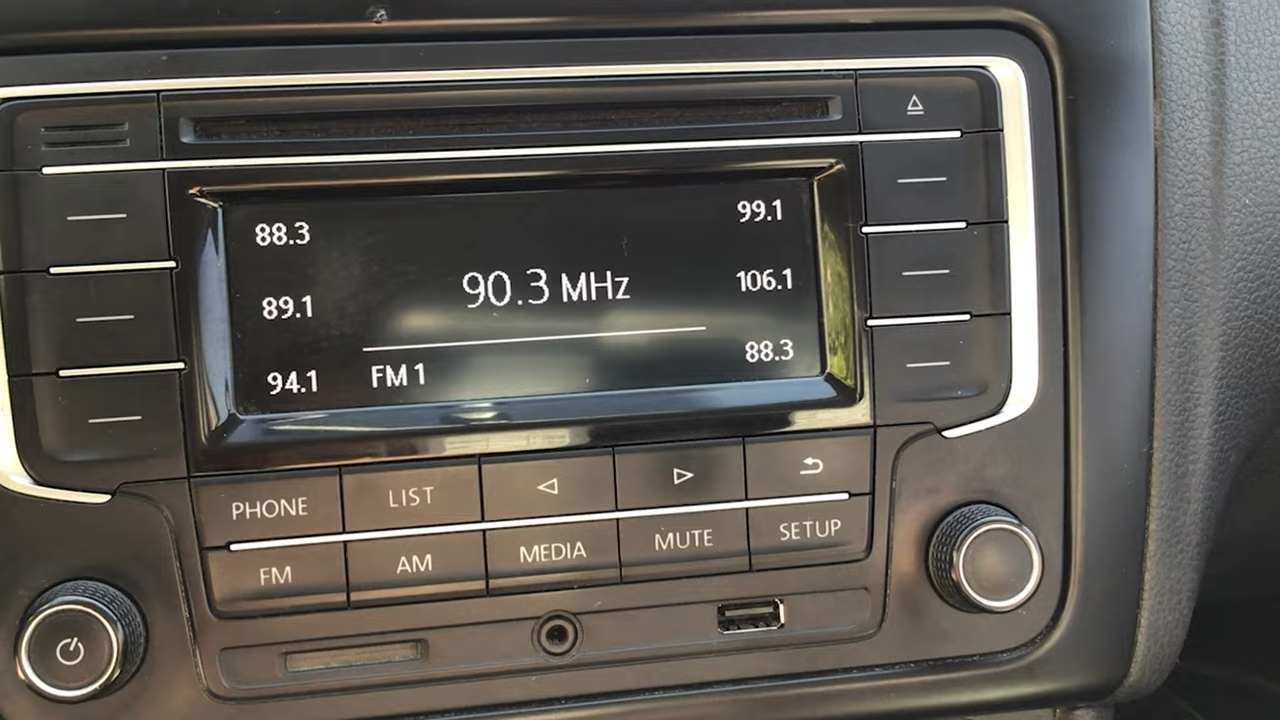 88.3
99.1
90.3 MHz
89.1
106.1
94.1
FM 1
88.3
PHONE
LIST
FM
AM
MEDIA
MUTE
SETUP